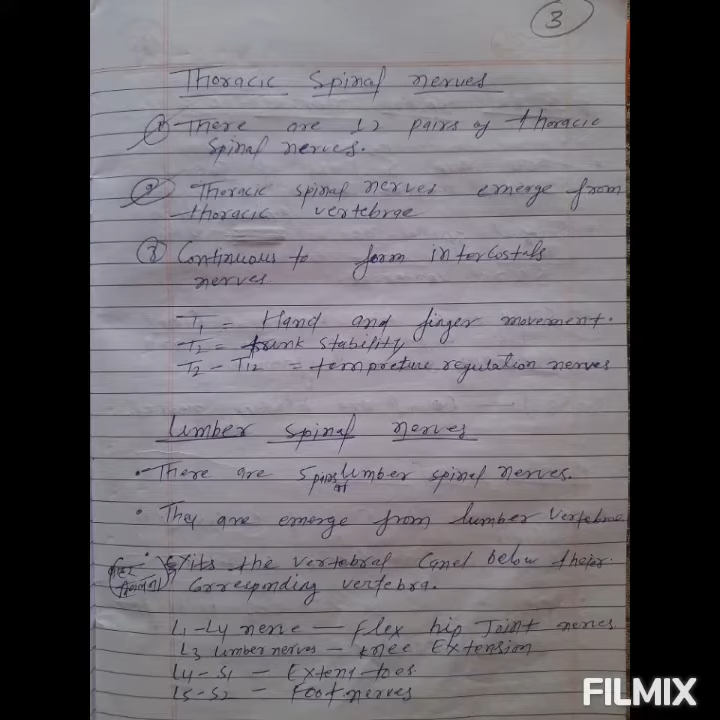 3
Thoracic Spinal nerves
1 There are 12 pairs of thoracic
spinal nerves.
2 Thoracic spinal nerves emerge from
thoracic vertebrae
3 Continuous to form intercostals
nerves
T1 = Hand and finger movement.
T2 = trunk stability
T2 - T12 = tempreture regulation nerves
Lumber spinal nerves
• There are 5 pairs of lumber spinal nerves.
• They are emerge from lumber vertebrae
• Exits the vertebral canel below their
Correponding vertebra.
L1-L4 nerve — Flex hip Joint nerves
L3 lumber nerves — knee Extension
L4-S1 — Extent toes
L5-S2 — Foot nerves
FILMIX